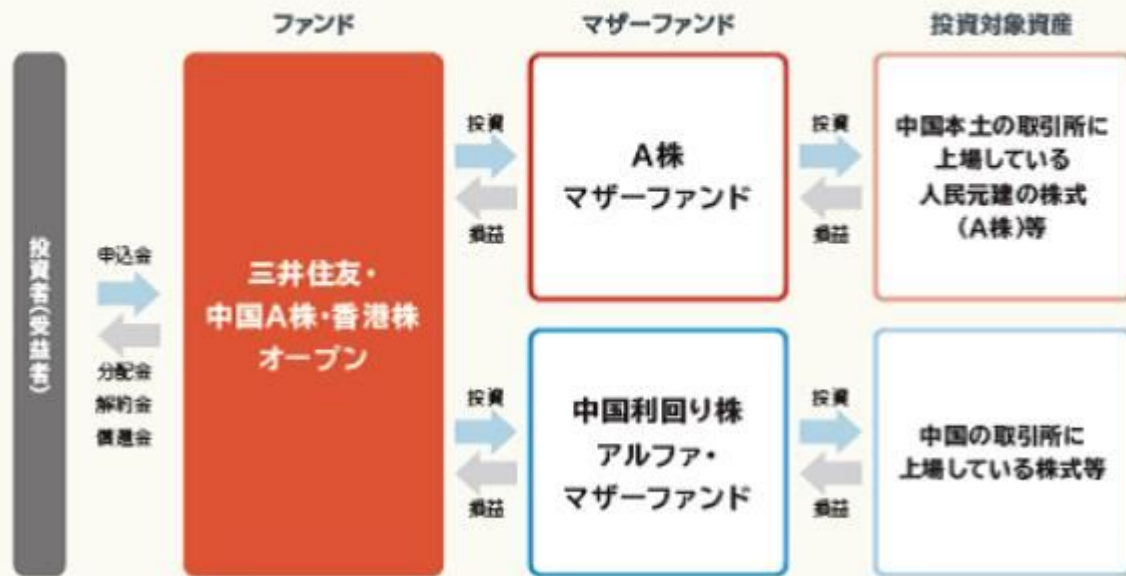 ファンド
マザーファンド
投資対象資産
投資者(受益者)
申込金
分配金
解約金
償還金
三井住友・
中国A株・香港株
オープン
投資
損益
A株
マザーファンド
投資
損益
中国本土の取引所に
上場している
人民元建の株式
(A株)等
投資
損益
中国利回り株
アルファ・
マザーファンド
投資
損益
中国の取引所に
上場している株式等